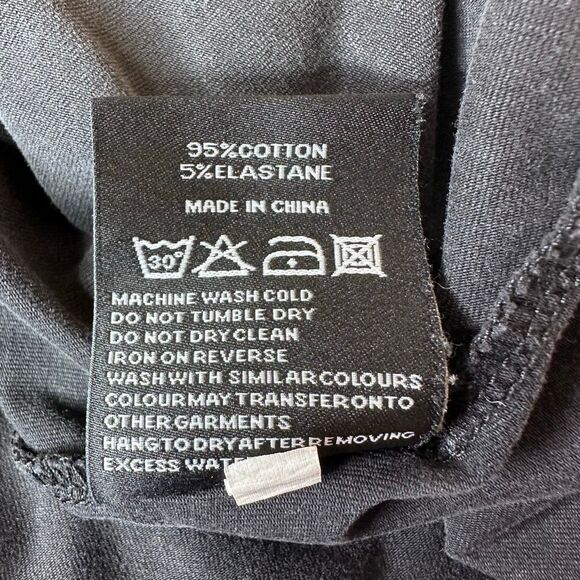 95%COTTON
5%ELASTANE
MADE IN CHINA
30°
MACHINE WASH COLD
DO NOT TUMBLE DRY
DO NOT DRY CLEAN
IRON ON REVERSE
WASH WITH SIMILAR COLOURS
COLOUR MAY TRANSFER ONTO
OTHER GARMENTS
HANG TO DRY AFTER REMOVING
EXCESS